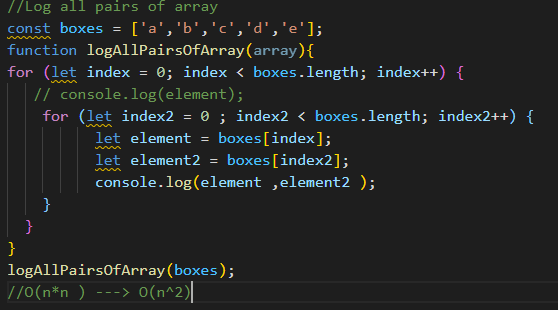 //Log all pairs of array
const boxes = ['a','b','c','d','e'];
function logAllPairsOfArray(array){
for (let index = 0; index < boxes.length; index++) {
   // console.log(element);
    for (let index2 = 0 ; index2 < boxes.length; index2++) {
          let element = boxes[index];
          let element2 = boxes[index2];
          console.log(element ,element2 );
    }
  }
}
logAllPairsOfArray(boxes);
//O(n*n ) ---> O(n^2)